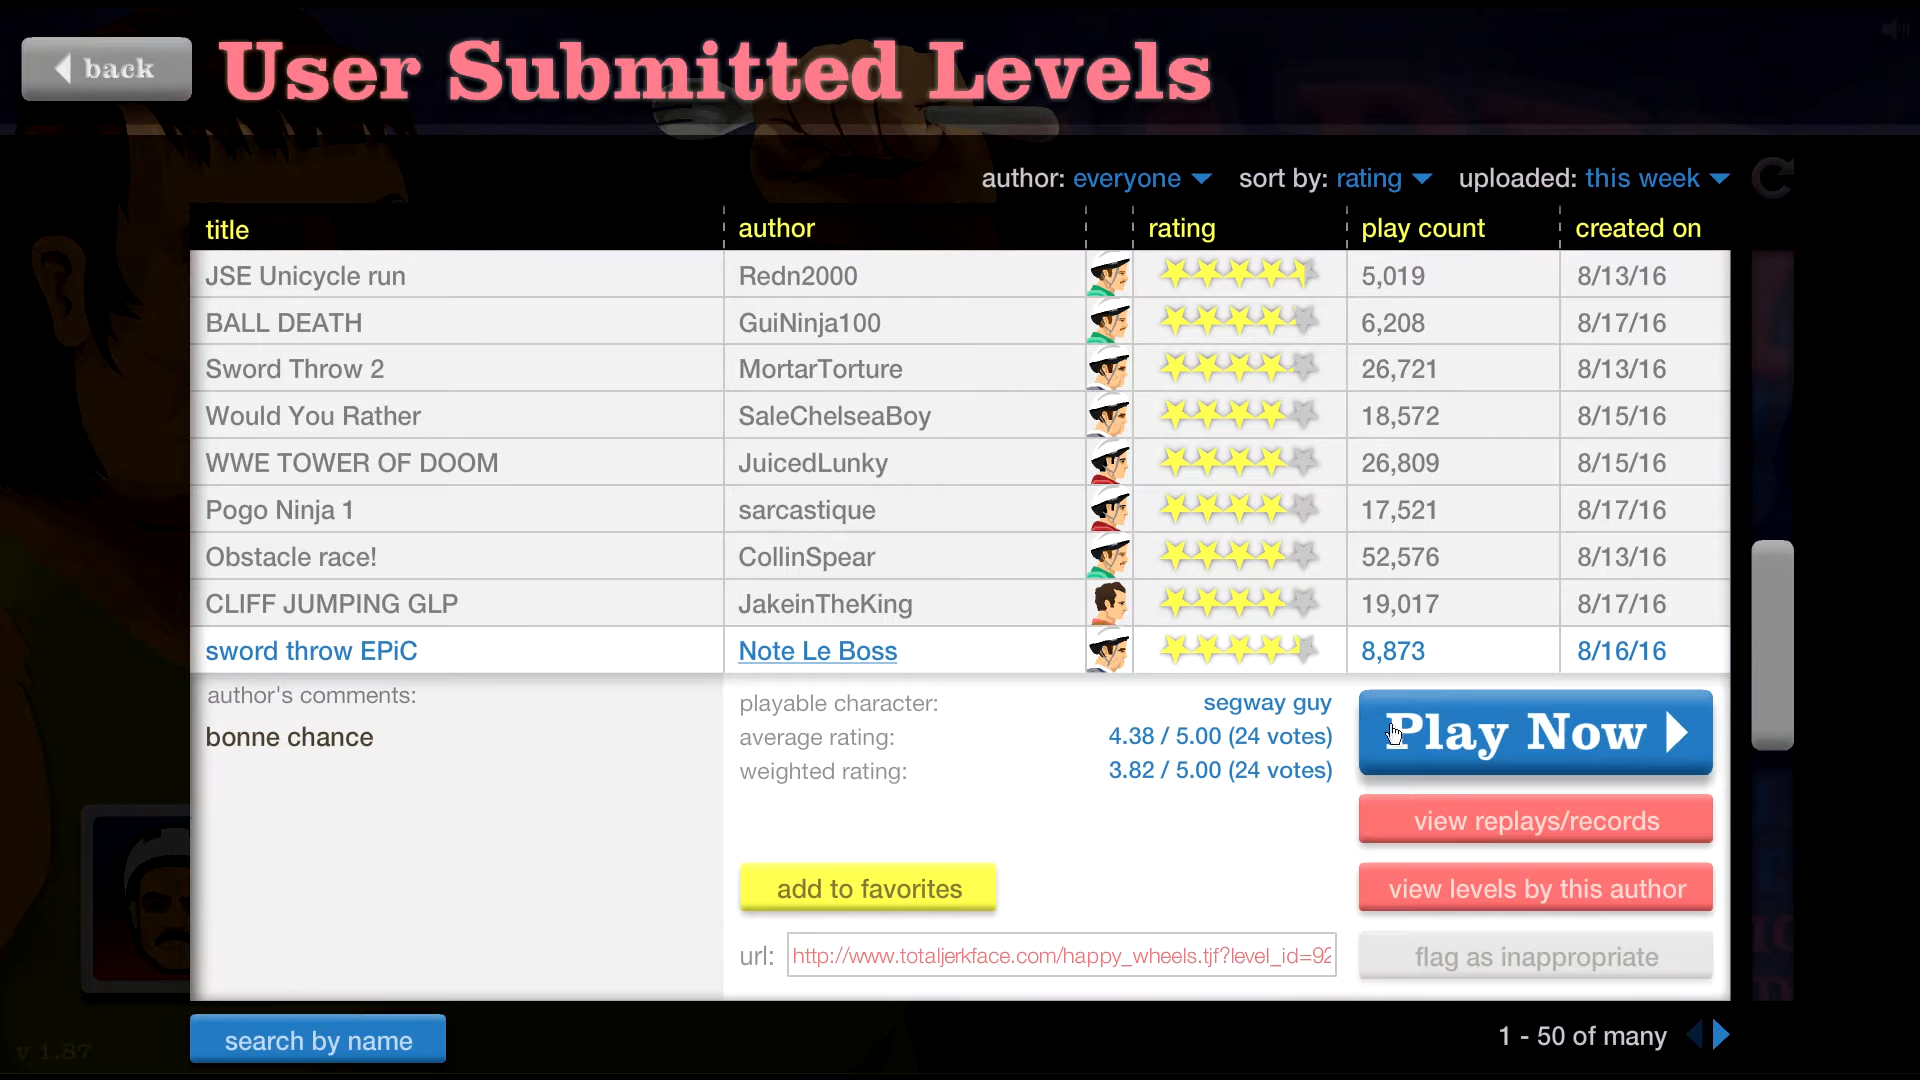 back
User Submitted Levels
author: everyone sort by: rating uploaded: this week
title author rating play count created on
JSE Unicycle run Redn2000 5,019 8/13/16
BALL DEATH GuiNinja100 6,208 8/17/16
Sword Throw 2 MortarTorture 26,721 8/13/16
Would You Rather SaleChelseaBoy 18,572 8/15/16
WWE TOWER OF DOOM JuicedLunky 26,809 8/15/16
Pogo Ninja 1 sarcastique 17,521 8/17/16
Obstacle race! CollinSpear 52,576 8/13/16
CLIFF JUMPING GLP JakeinTheKing 19,017 8/17/16
sword throw EPiC Note Le Boss 8,873 8/16/16
author's comments:
bonne chance
playable character: segway guy
average rating: 4.38 / 5.00 (24 votes)
weighted rating: 3.82 / 5.00 (24 votes)
Play Now
view replays/records
add to favorites
view levels by this author
url: http://www.totaljerkface.com/happy_wheels.tjf?level_id=92
flag as inappropriate
search by name
1 - 50 of many
v 1.87